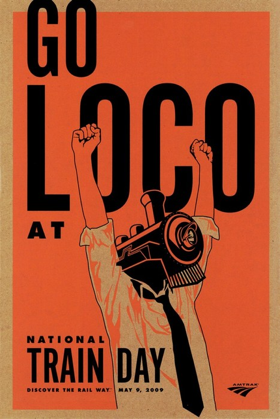 GO
LOCO
AT
NATIONAL
TRAIN DAY
DISCOVER THE RAIL WAY MAY 9, 2009
AMTRAK